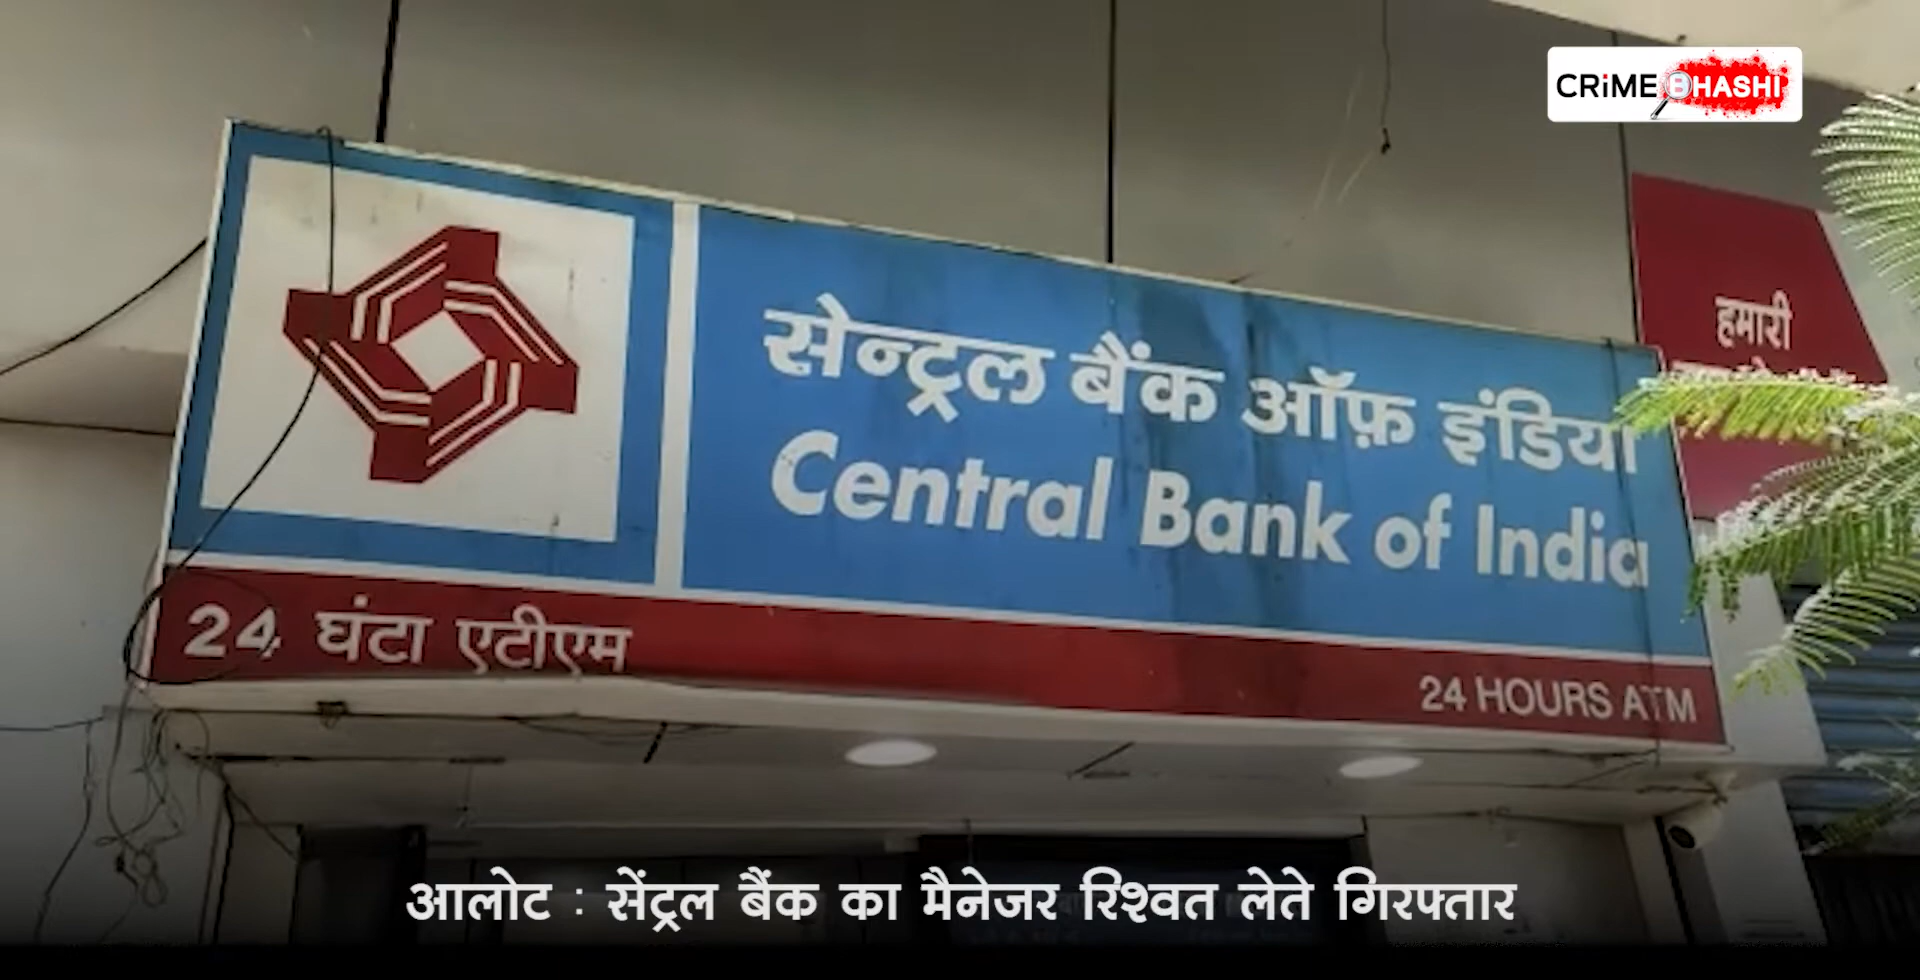 CRiME BHASHI
सेन्ट्रल बैंक ऑफ़ इंडिया
Central Bank of India
हमारी
24 घंटा एटीएम
24 HOURS ATM
आलोट : सेंट्रल बैंक का मैनेजर रिश्वत लेते गिरफ्तार